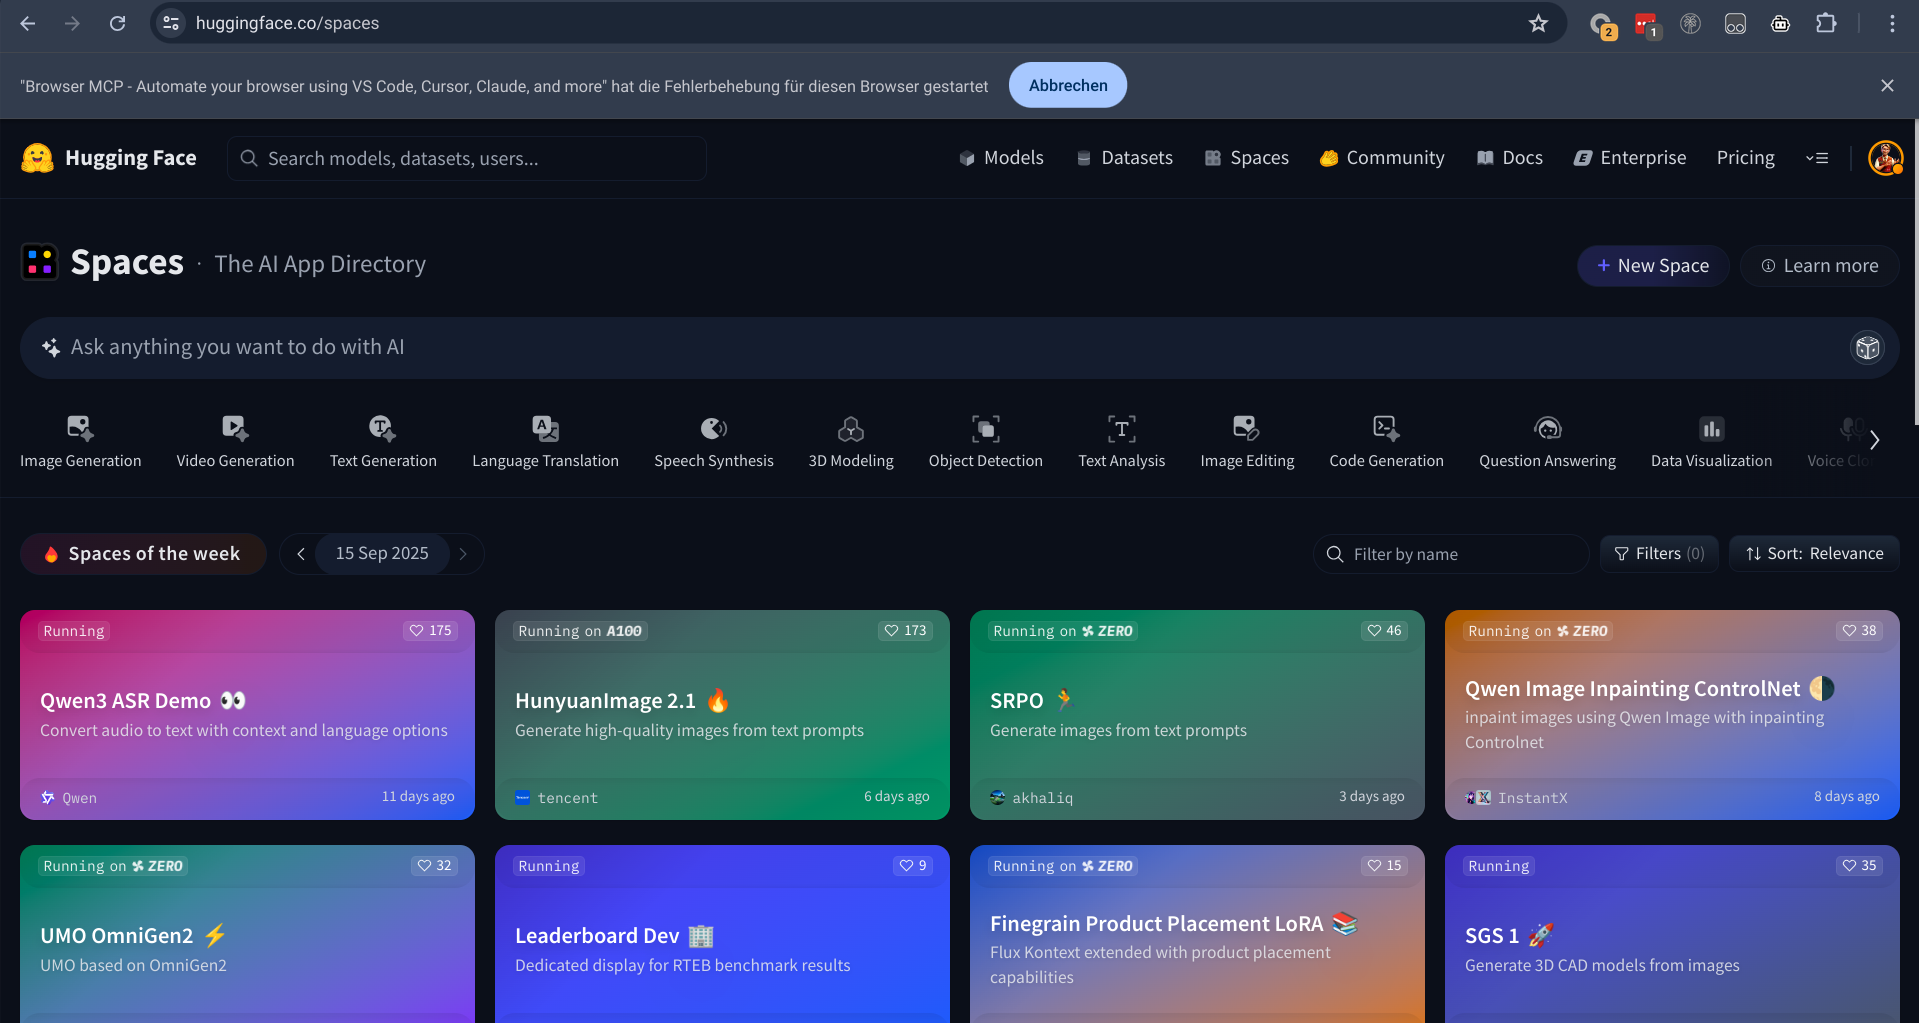 huggingface.co/spaces
2
1
"Browser MCP - Automate your browser using VS Code, Cursor, Claude, and more" hat die Fehlerbehebung für diesen Browser gestartet
Abbrechen
Hugging Face
Search models, datasets, users...
Models
Datasets
Spaces
Community
Docs
Enterprise
Pricing
Spaces · The AI App Directory
+ New Space
Learn more
Ask anything you want to do with AI
Image Generation
Video Generation
Text Generation
Language Translation
Speech Synthesis
3D Modeling
Object Detection
Text Analysis
Image Editing
Code Generation
Question Answering
Data Visualization
Voice Clo
Spaces of the week
15 Sep 2025
Filter by name
Filters (0)
Sort: Relevance
Running
175
Qwen3 ASR Demo 👀
Convert audio to text with context and language options
Qwen
11 days ago
Running on A100
173
HunyuanImage 2.1 🔥
Generate high-quality images from text prompts
tencent
6 days ago
Running on ZERO
46
SRPO 🏃
Generate images from text prompts
akhaliq
3 days ago
Running on ZERO
38
Qwen Image Inpainting ControlNet 🌗
inpaint images using Qwen Image with inpainting
Controlnet
InstantX
8 days ago
Running on ZERO
32
UMO OmniGen2 ⚡
UMO based on OmniGen2
Running
9
Leaderboard Dev 🏢
Dedicated display for RTEB benchmark results
Running on ZERO
15
Finegrain Product Placement LoRA 📚
Flux Kontext extended with product placement
capabilities
Running
35
SGS 1 🚀
Generate 3D CAD models from images